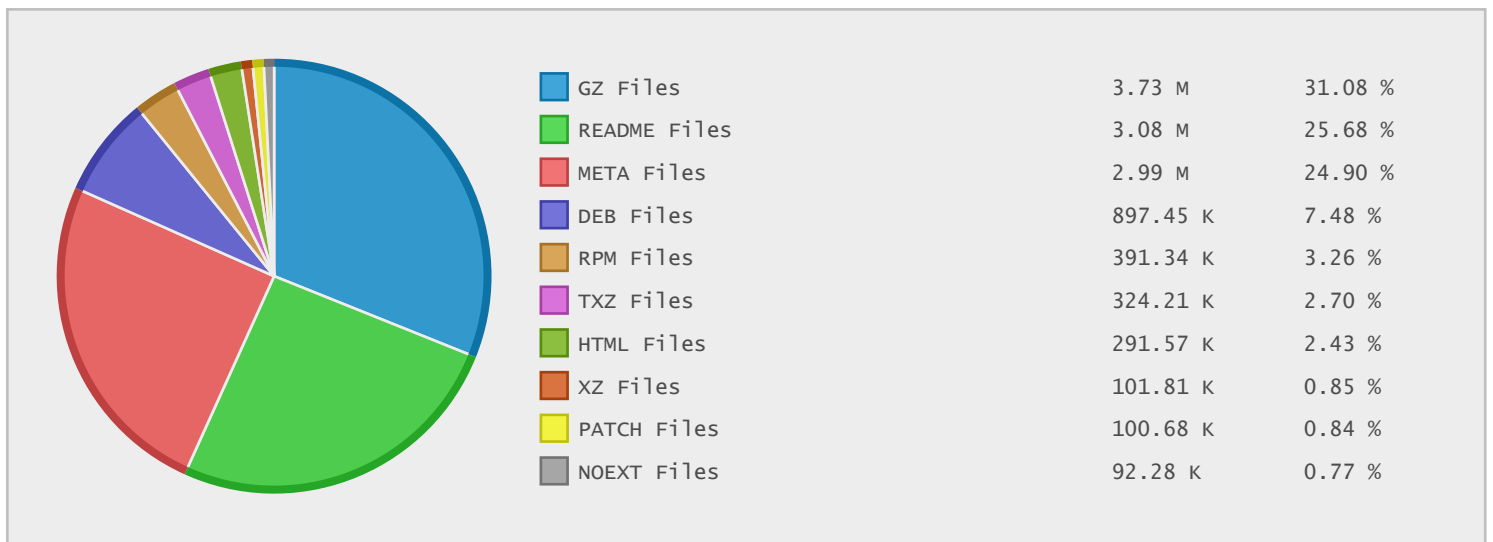 GZ Files 3.73 M 31.08 %
README Files 3.08 M 25.68 %
META Files 2.99 M 24.90 %
DEB Files 897.45 K 7.48 %
RPM Files 391.34 K 3.26 %
TXZ Files 324.21 K 2.70 %
HTML Files 291.57 K 2.43 %
XZ Files 101.81 K 0.85 %
PATCH Files 100.68 K 0.84 %
NOEXT Files 92.28 K 0.77 %